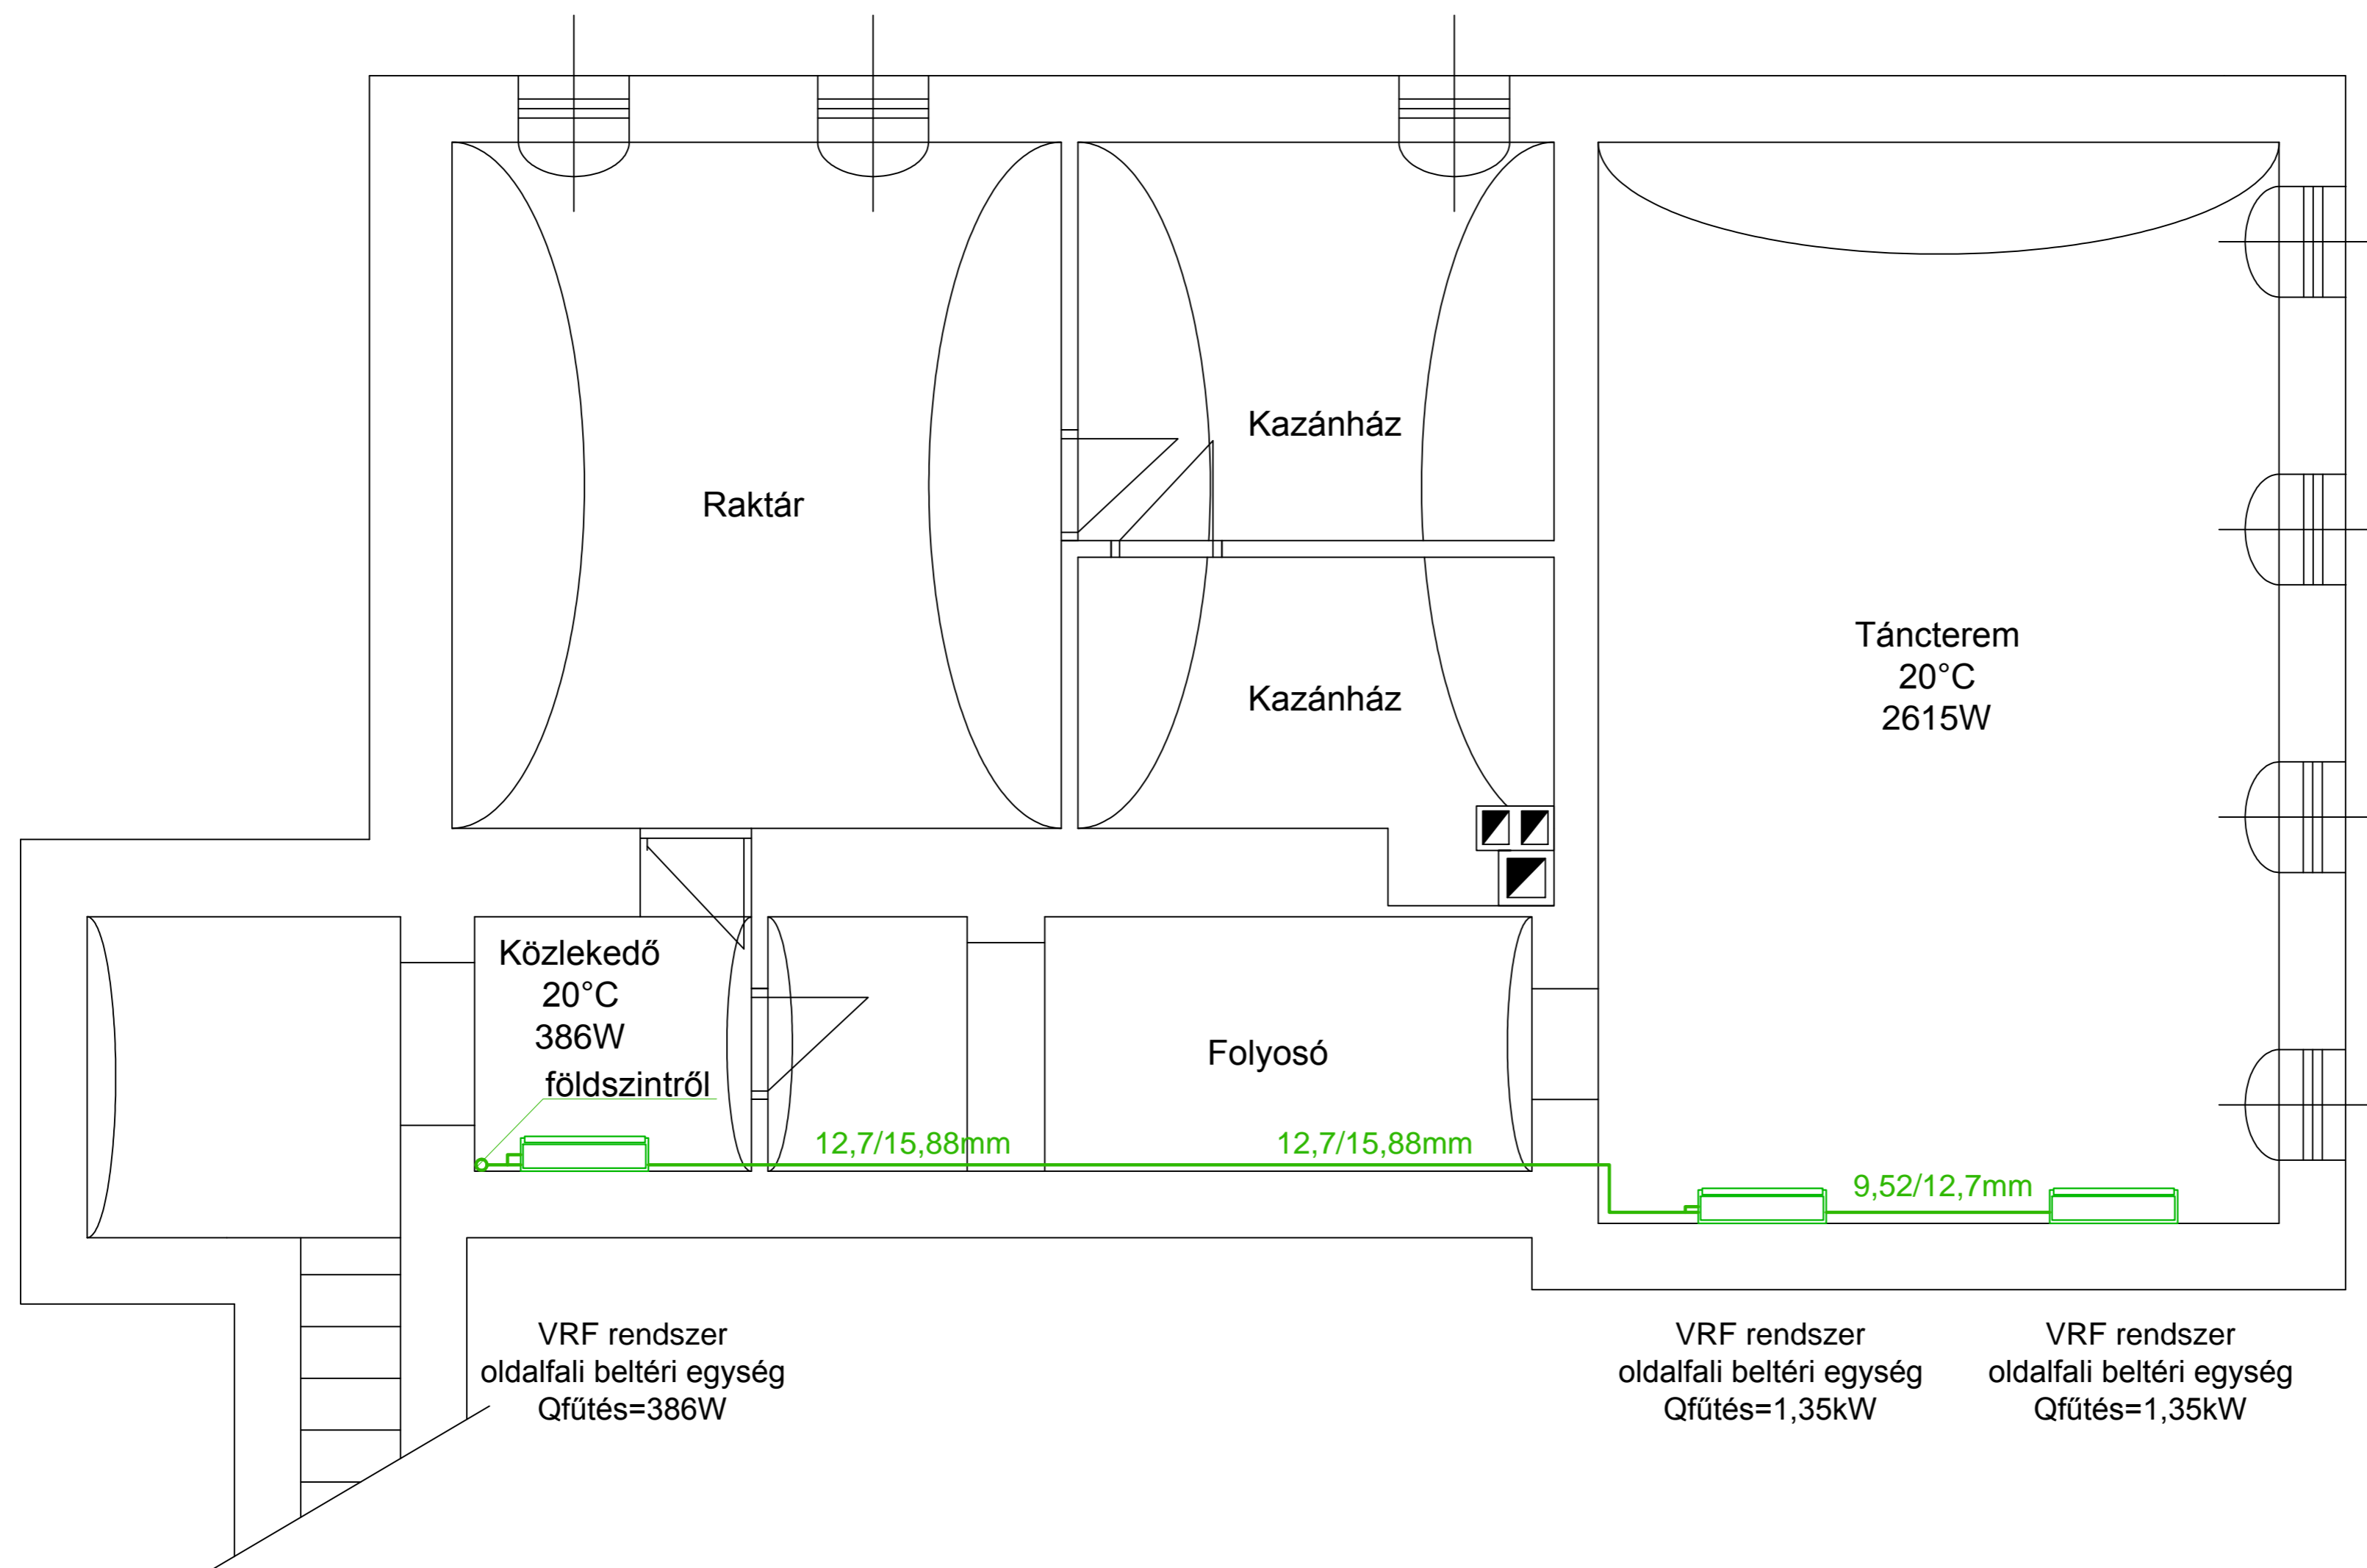 Kazánház
Raktár
Táncterem
20°C
2615W
Kazánház
Közlekedő
20°C
386W
földszintről
Folyosó
12,7/15,88mm
12,7/15,88mm
9,52/12,7mm
VRF rendszer
oldalfali beltéri egység
Qfűtés=386W
VRF rendszer
oldalfali beltéri egység
Qfűtés=1,35kW
VRF rendszer
oldalfali beltéri egység
Qfűtés=1,35kW